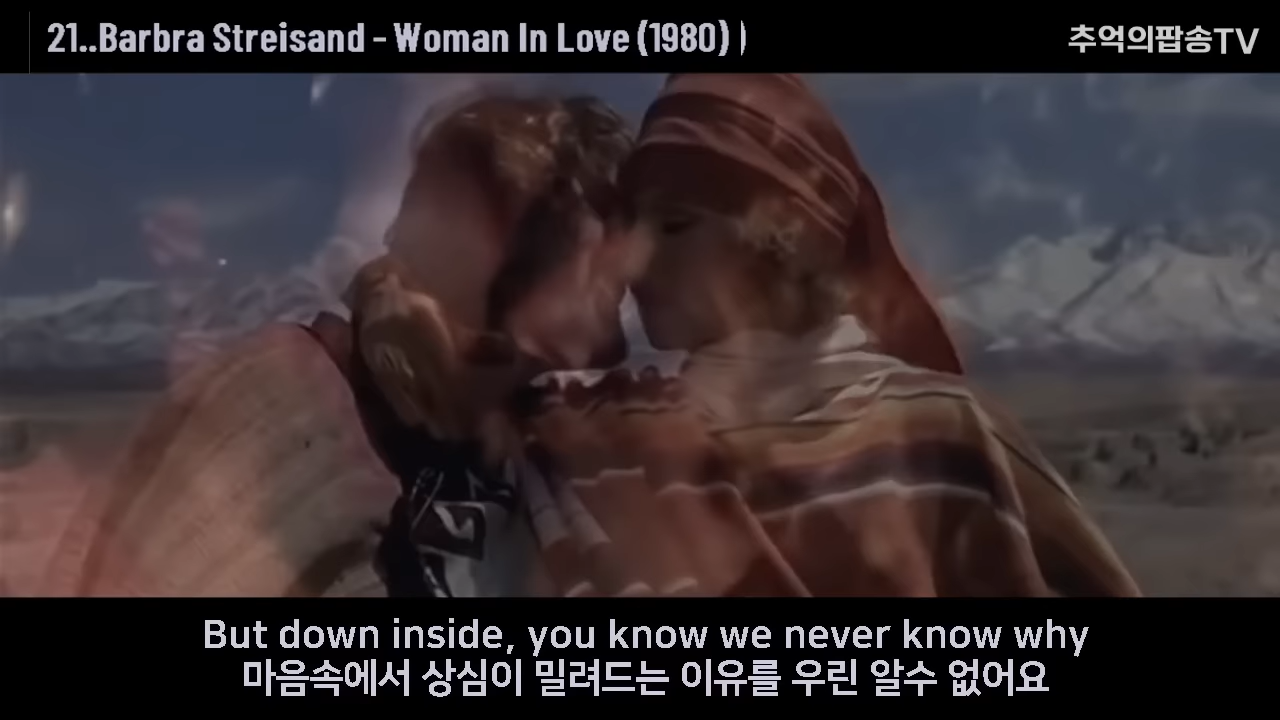 21..Barbra Streisand - Woman In Love (1980) )
추억의팝송TV
But down inside, you know we never know why
마음속에서 상심이 밀려드는 이유를 우린 알수 없어요